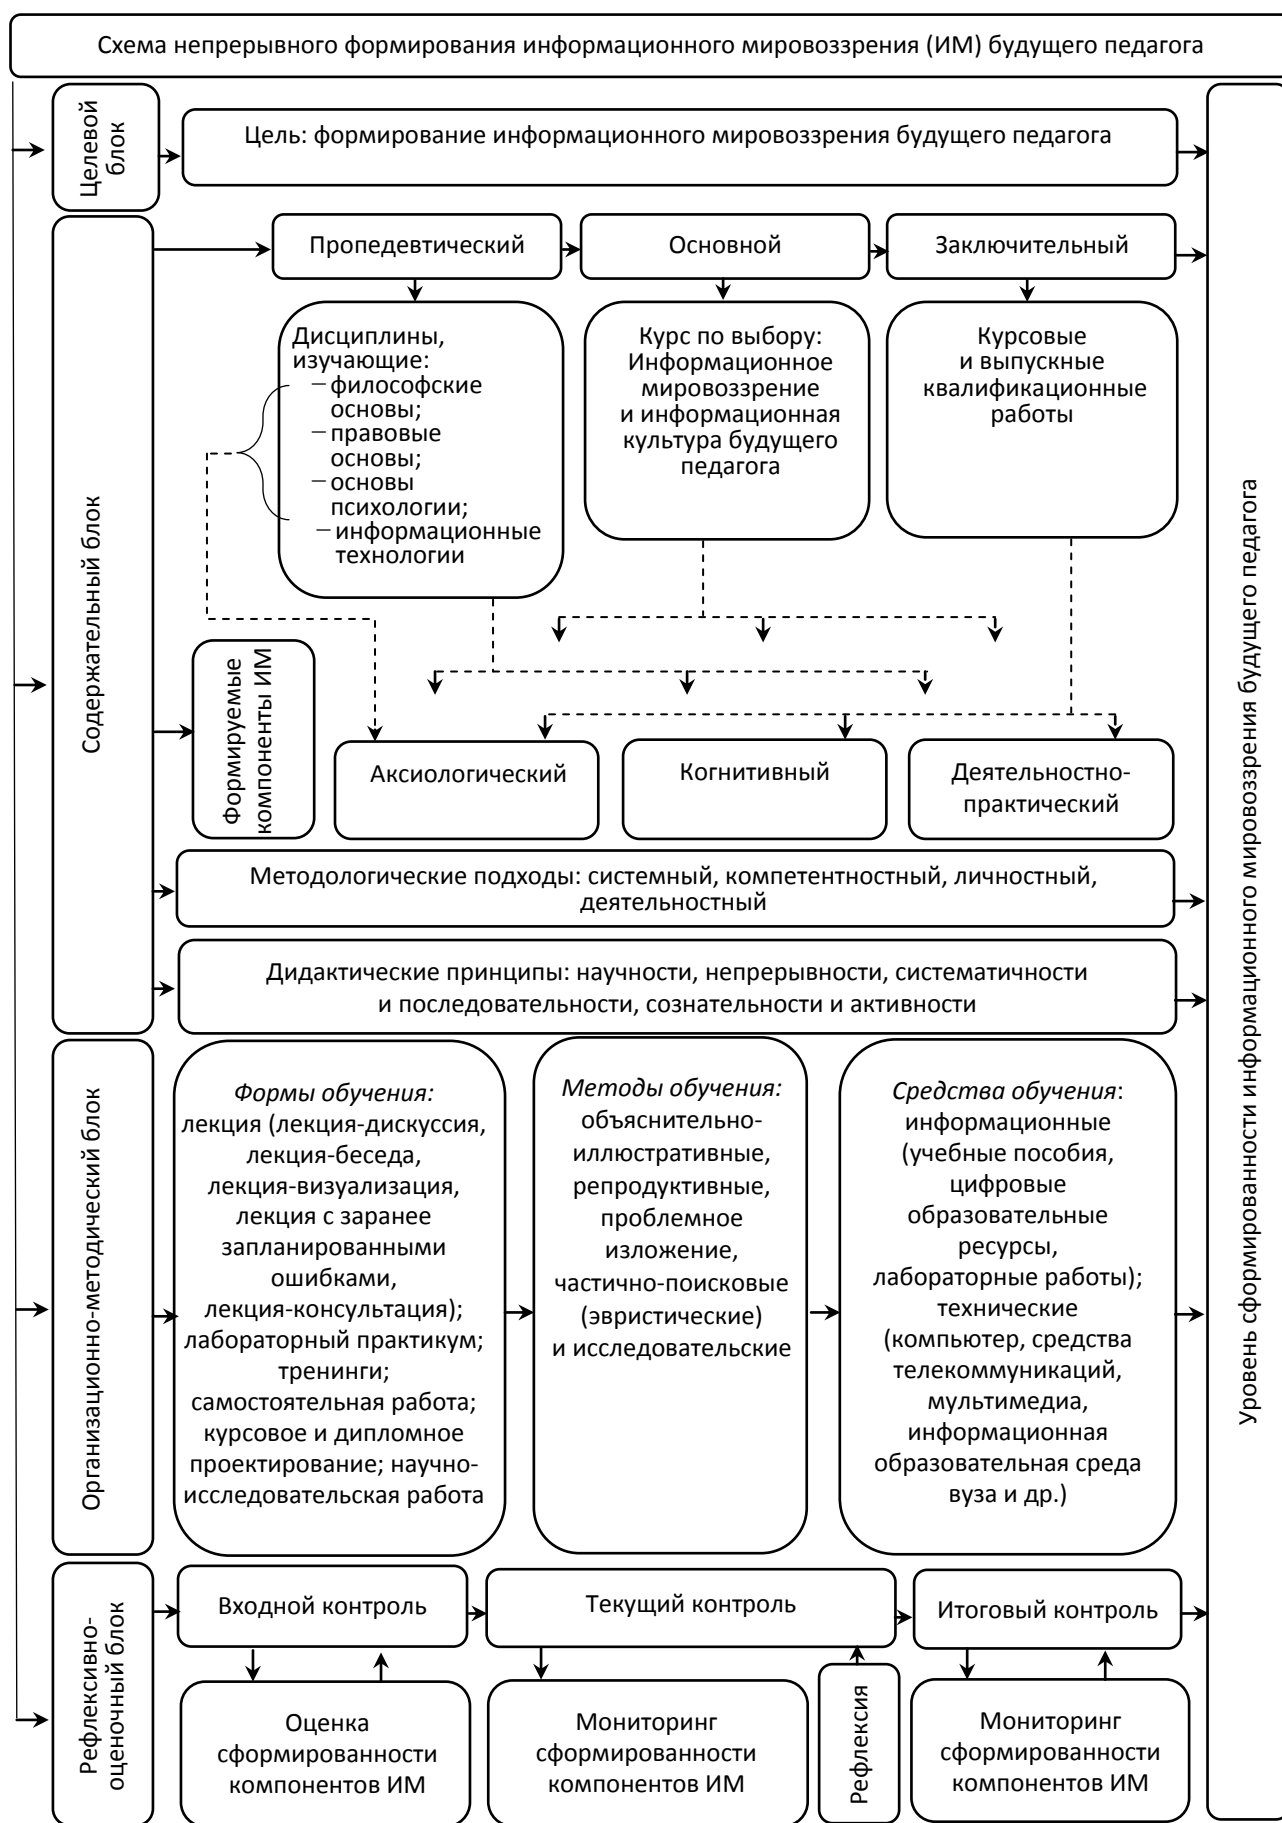 Схема непрерывного формирования информационного мировоззрения (ИМ) будущего педагога
Целевой
блок
Цель: формирование информационного мировоззрения будущего педагога
Содержательный блок
Пропедевтический
Основной
Заключительный
Дисциплины,
изучающие:
– философские
основы;
– правовые
основы;
– основы
психологии;
– информационные
технологии
Курс по выбору:
Информационное
мировоззрение
и информационная
культура будущего
педагога
Курсовые
и выпускные
квалификационные
работы
Формируемые
компоненты ИМ
Аксиологический
Когнитивный
Деятельностно-
практический
Методологические подходы: системный, компетентностный, личностный,
деятельностный
Дидактические принципы: научности, непрерывности, систематичности
и последовательности, сознательности и активности
Организационно-методический блок
Формы обучения:
лекция (лекция-дискуссия,
лекция-беседа,
лекция-визуализация,
лекция с заранее
запланированными
ошибками,
лекция-консультация);
лабораторный практикум;
тренинги;
самостоятельная работа;
курсовое и дипломное
проектирование; научно-
исследовательская работа
Методы обучения:
объяснительно-
иллюстративные,
репродуктивные,
проблемное
изложение,
частично-поисковые
(эвристические)
и исследовательские
Средства обучения:
информационные
(учебные пособия,
цифровые
образовательные
ресурсы,
лабораторные работы);
технические
(компьютер, средства
телекоммуникаций,
мультимедиа,
информационная
образовательная среда
вуза и др.)
Рефлексивно-
оценочный блок
Входной контроль
Текущий контроль
Итоговый контроль
Оценка
сформированности
компонентов ИМ
Мониторинг
сформированности
компонентов ИМ
Рефлексия
Мониторинг
сформированности
компонентов ИМ
Уровень сформированности информационного мировоззрения будущего педагога